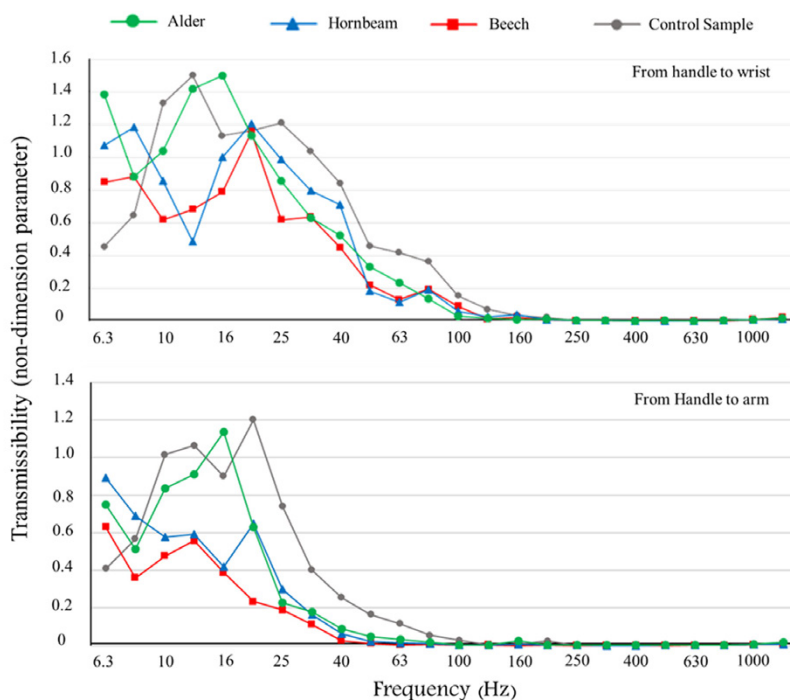 Alder Hornbeam Beech Control Sample
Transmissibility (non-dimension parameter)
1.6
1.4
1.2
1.0
0.8
0.6
0.4
0.2
0
From handle to wrist
6.3 10 16 25 40 63 100 160 250 400 630 1000
1.4
1.2
1.0
0.8
0.6
0.4
0.2
0
From Handle to arm
6.3 10 16 25 40 63 100 160 250 400 630 1000
Frequency (Hz)